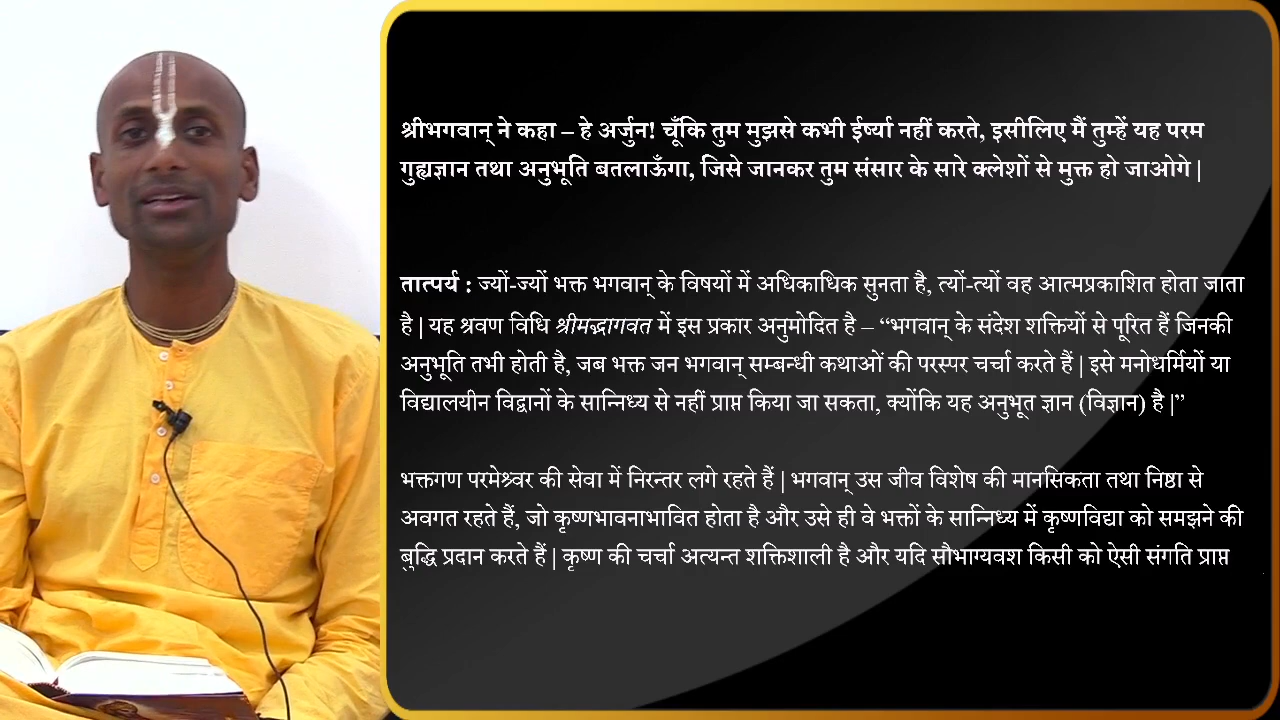 श्रीभगवान् ने कहा – हे अर्जुन! चूँकि तुम मुझसे कभी ईर्ष्या नहीं करते, इसीलिए मैं तुम्हें यह परम
गुह्यज्ञान तथा अनुभूति बतलाऊँगा, जिसे जानकर तुम संसार के सारे क्लेशों से मुक्त हो जाओगे |
तात्पर्य : ज्यों-ज्यों भक्त भगवान् के विषयों में अधिकाधिक सुनता है, त्यों-त्यों वह आत्मप्रकाशित होता जाता
है | यह श्रवण विधि श्रीमद्भागवत में इस प्रकार अनुमोदित है – “भगवान् के संदेश शक्तियों से पूरित हैं जिनकी
अनुभूति तभी होती है, जब भक्त जन भगवान् सम्बन्धी कथाओं की परस्पर चर्चा करते हैं | इसे मनोधर्मियों या
विद्यालयीन विद्वानों के सान्निध्य से नहीं प्राप्त किया जा सकता, क्योंकि यह अनुभूत ज्ञान (विज्ञान) है |”
भक्तगण परमेश्र्वर की सेवा में निरन्तर लगे रहते हैं | भगवान् उस जीव विशेष की मानसिकता तथा निष्ठा से
अवगत रहते हैं, जो कृष्णभावनाभावित होता है और उसे ही वे भक्तों के सान्निध्य में कृष्णविद्या को समझने की
बुद्धि प्रदान करते हैं | कृष्ण की चर्चा अत्यन्त शक्तिशाली है और यदि सौभाग्यवश किसी को ऐसी संगति प्राप्त